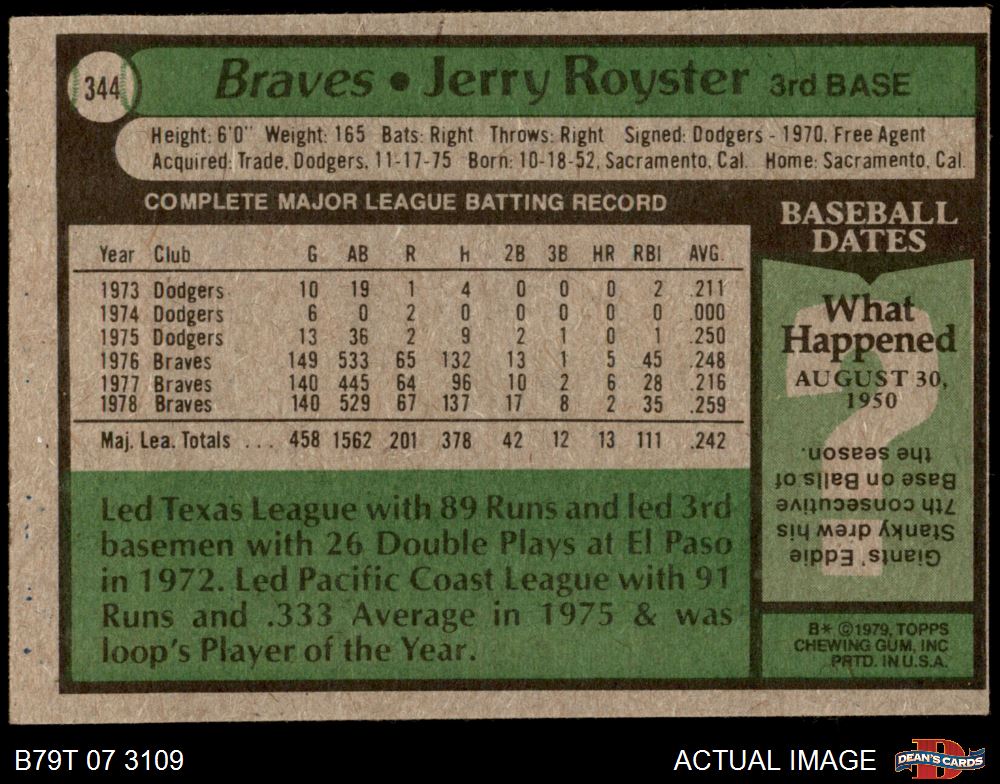 344
Braves • Jerry Royster 3rd BASE
Height: 6'0" Weight: 165 Bats: Right Throws: Right Signed: Dodgers - 1970, Free Agent
Acquired: Trade, Dodgers, 11-17-75 Born: 10-18-52, Sacramento, Cal. Home: Sacramento, Cal.
COMPLETE MAJOR LEAGUE BATTING RECORD
Year Club G AB R H 2B 3B HR RBI AVG.
1973 Dodgers 10 19 1 4 0 0 0 2 .211
1974 Dodgers 6 0 2 0 0 0 0 0 .000
1975 Dodgers 13 36 2 9 2 1 0 1 .250
1976 Braves 149 533 65 132 13 1 5 45 .248
1977 Braves 140 445 64 96 10 2 6 28 .216
1978 Braves 140 529 67 137 17 8 2 35 .259
Maj. Lea. Totals ... 458 1562 201 378 42 12 13 111 .242
Led Texas League with 89 Runs and led 3rd
basemen with 26 Double Plays at El Paso
in 1972. Led Pacific Coast League with 91
Runs and .333 Average in 1975 & was
loop's Player of the Year.
BASEBALL
DATES
What
Happened
AUGUST 30,
1950
?
Giants' Eddie
Stanky drew his
7th consecutive
Base on Balls of
the season.
B* ©1979, TOPPS
CHEWING GUM, INC
PRTD. IN U.S.A.
B79T 07 3109
ACTUAL IMAGE
D
DEAN'S CARDS